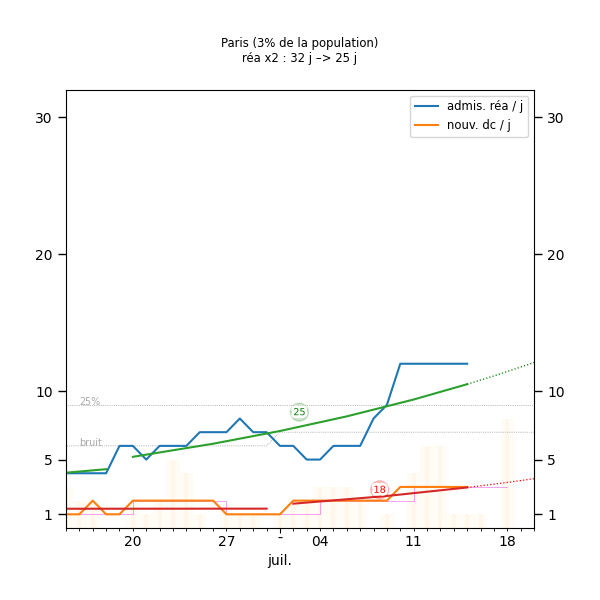 Paris (3% de la population)
réa x2 : 32 j –> 25 j
admis. réa / j
nouv. dc / j
30 30
20 20
25%
10 10
25
bruit
5 5
18
1 1
20 27 - 04 11 18
juil.